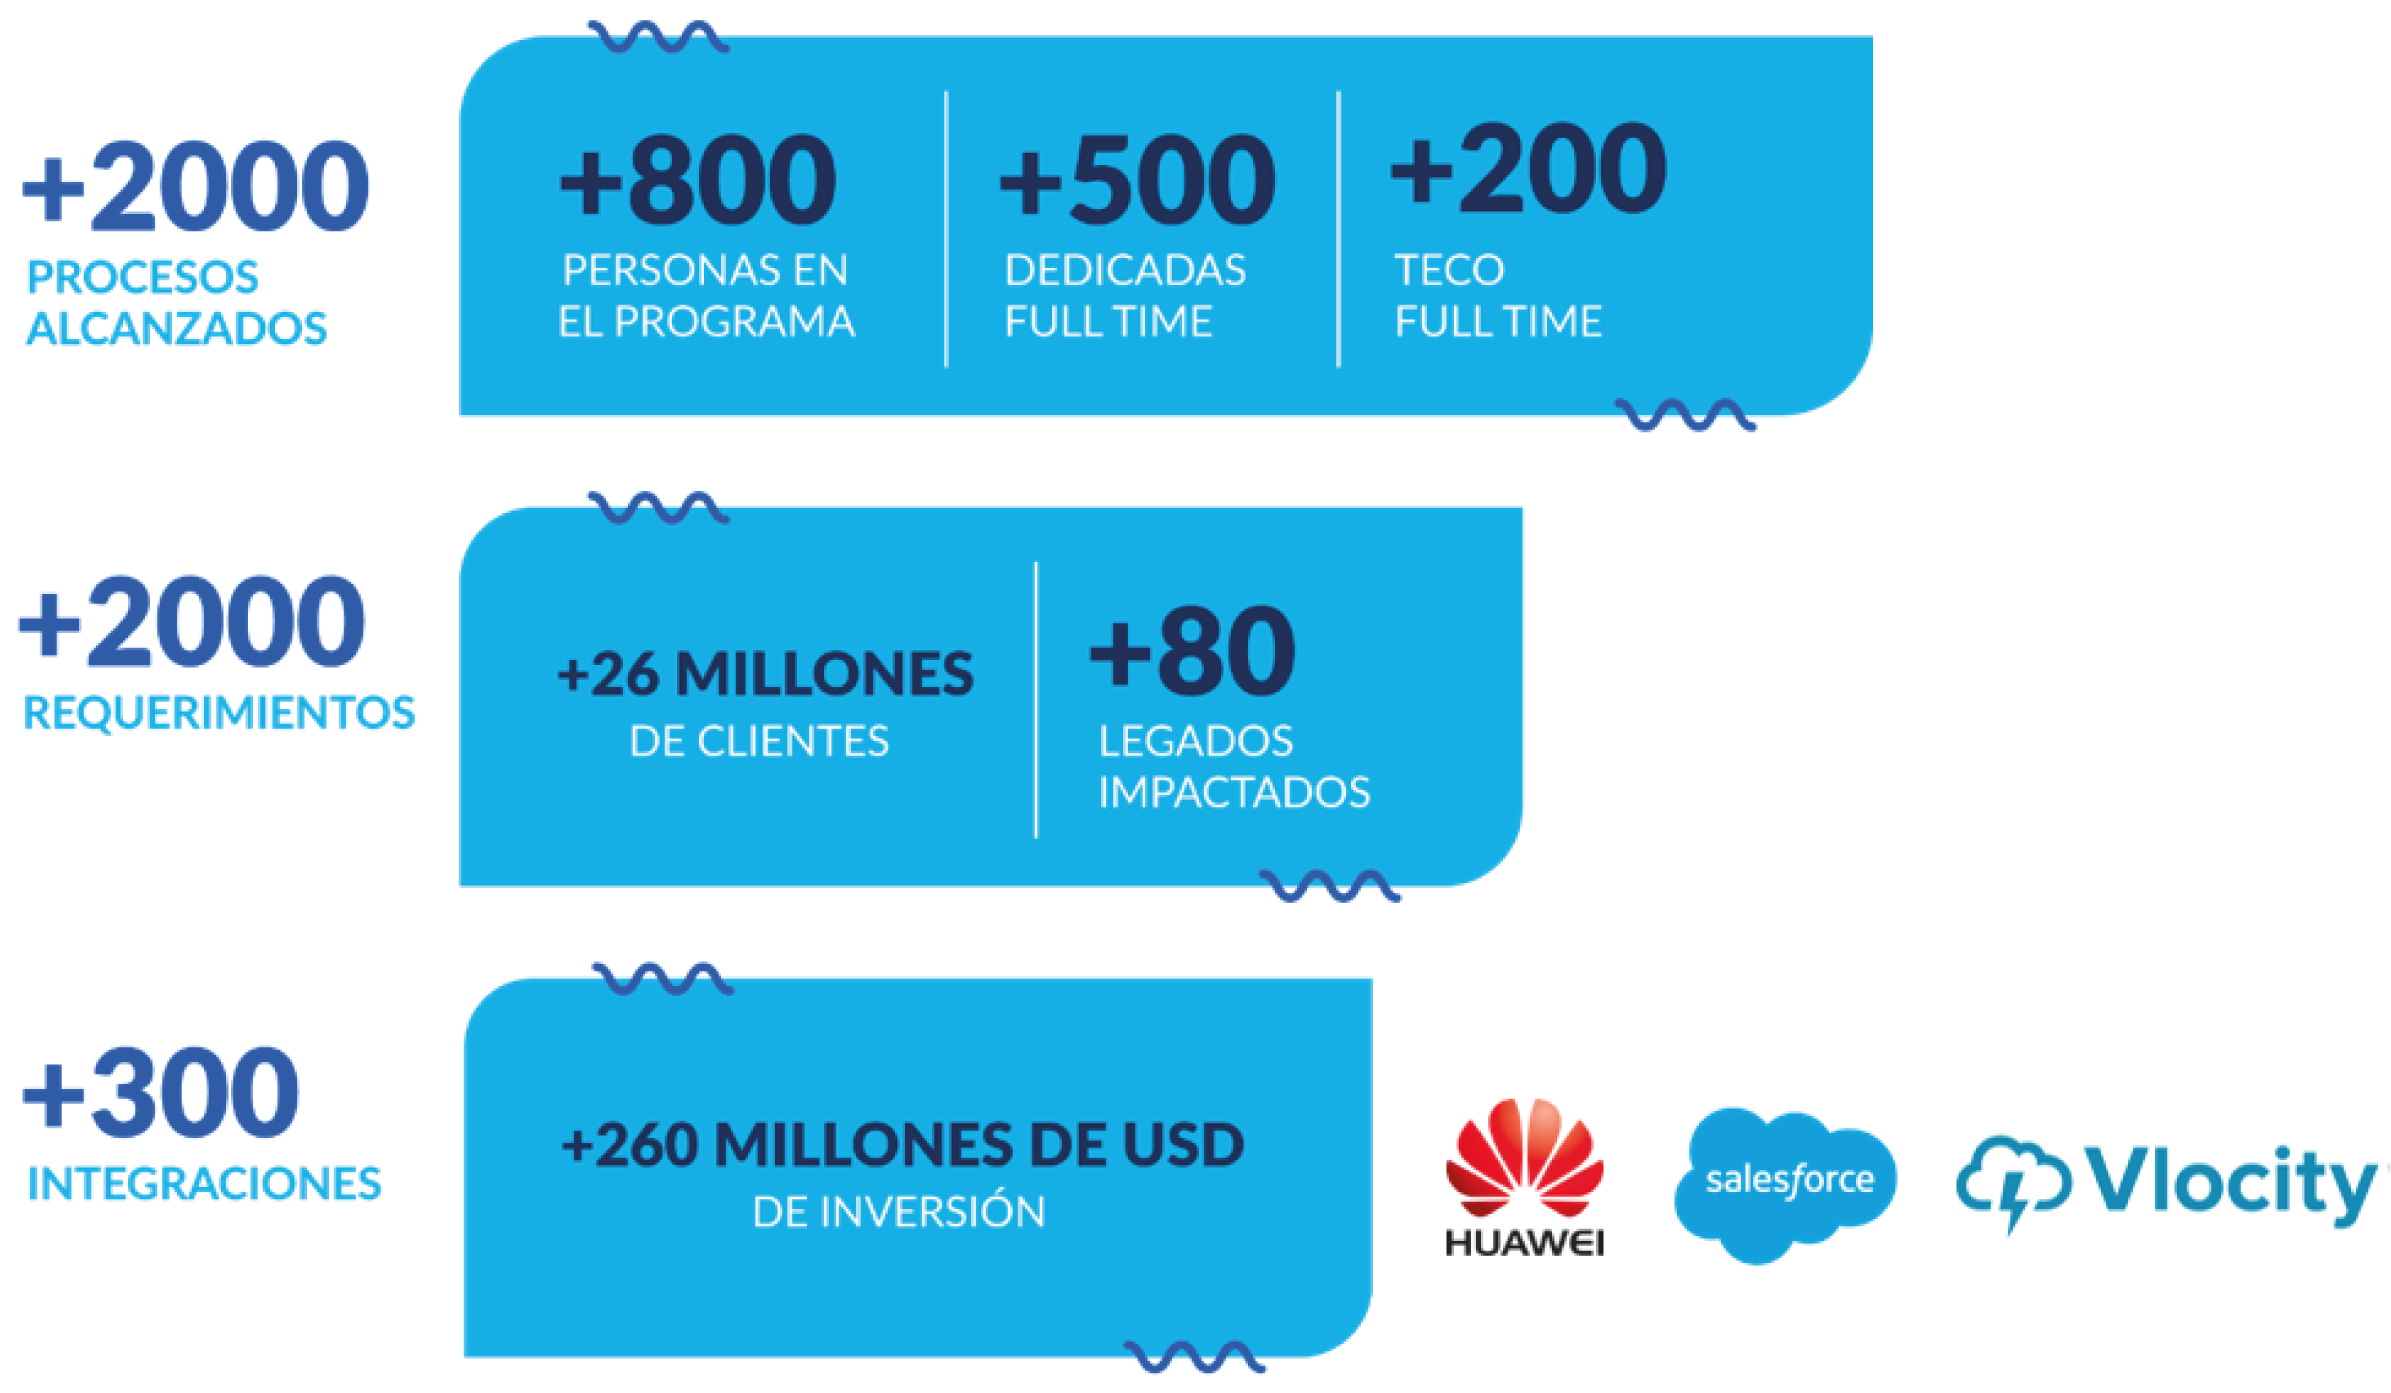 +2000
PROCESOS
ALCANZADOS
+800
PERSONAS EN
EL PROGRAMA
+500
DEDICADAS
FULL TIME
+200
TECO
FULL TIME
+2000
REQUERIMIENTOS
+26 MILLONES
DE CLIENTES
+80
LEGADOS
IMPACTADOS
+300
INTEGRACIONES
+260 MILLONES DE USD
DE INVERSIÓN
HUAWEI
salesforce
Vlocity